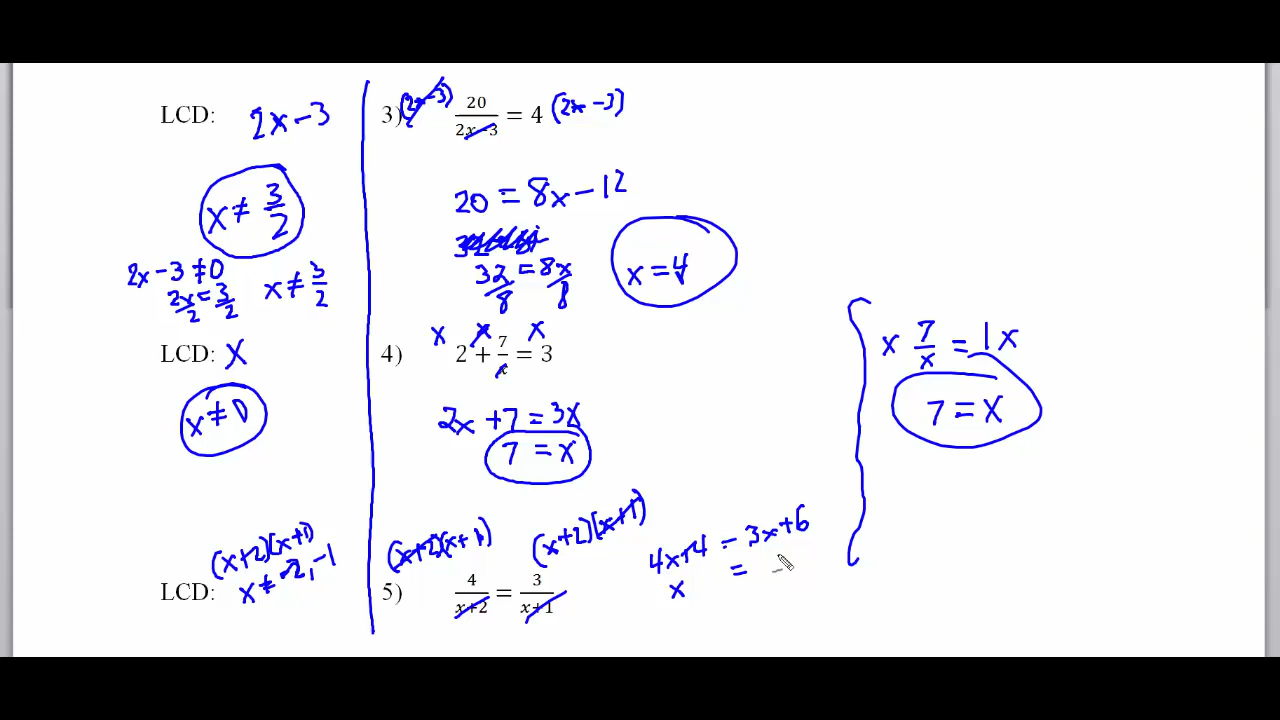 LCD: 2x-3
x ≠ 3/2
2x-3 ≠ 0
2x/2 = 3/2 x ≠ 3/2
3) (2x-3) 20/(2x-3) = 4 (2x-3)
20 = 8x - 12
32/8 = 8x/8
x = 4
LCD: x
x ≠ 0
4) x x x
2 + 7/x = 3
2x + 7 = 3x
7 = x
x 7/x = 1x
7 = x
LCD: (x+2)(x+1)
x ≠ -2, -1
5) (x+2)(x+1) (x+2)(x+1)
4/(x+2) = 3/(x+1)
4x+4 = 3x+6
x =